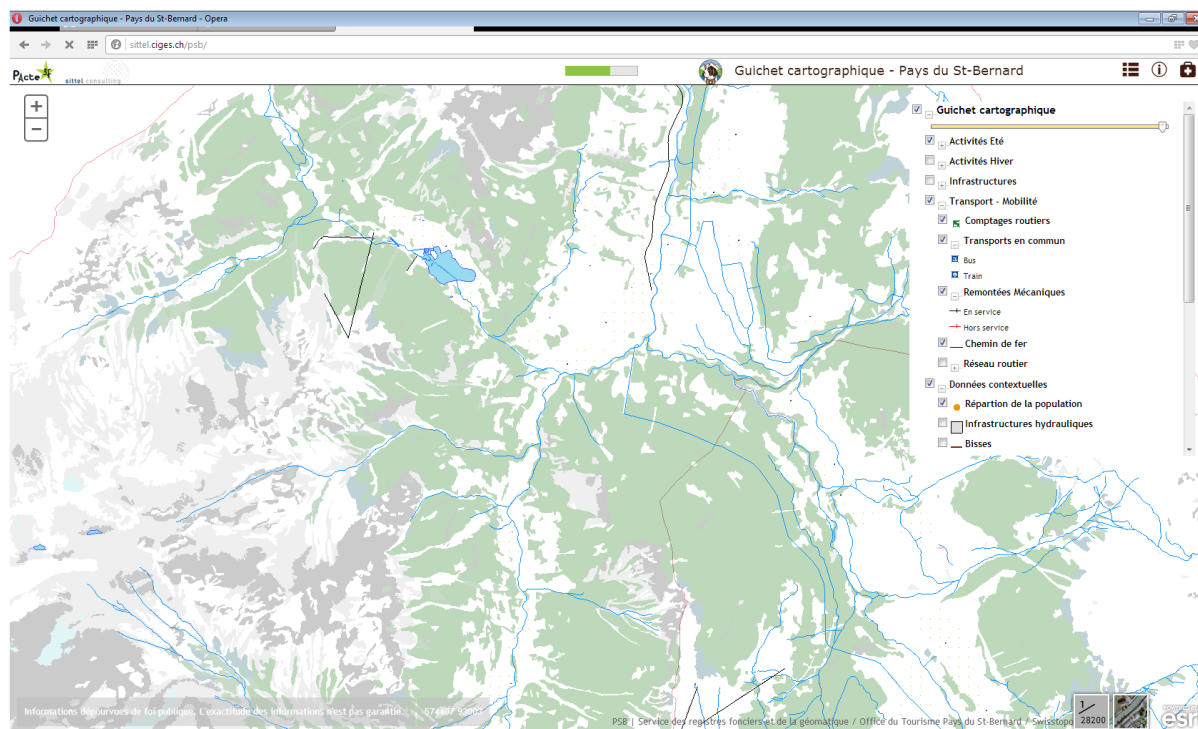 Guichet cartographique - Pays du St-Bernard - Opera
sittel.ciges.ch/psb/
PActe
sittel consulting
Guichet cartographique - Pays du St-Bernard
+
−
Guichet cartographique
Activités Eté
Activités Hiver
Infrastructures
Transport - Mobilité
Comptages routiers
Transports en commun
Bus
Train
Remontées Mécaniques
En service
Hors service
Chemin de fer
Réseau routier
Données contextuelles
Répartion de la population
Infrastructures hydrauliques
Bisses
Informations dépourvues de foi publique. L'exactitude des informations n'est pas garantie.
PSB | Service des registres fonciers et de la géomatique / Office du Tourisme Pays du St-Bernard / Swisstopo
1/
28200
esri